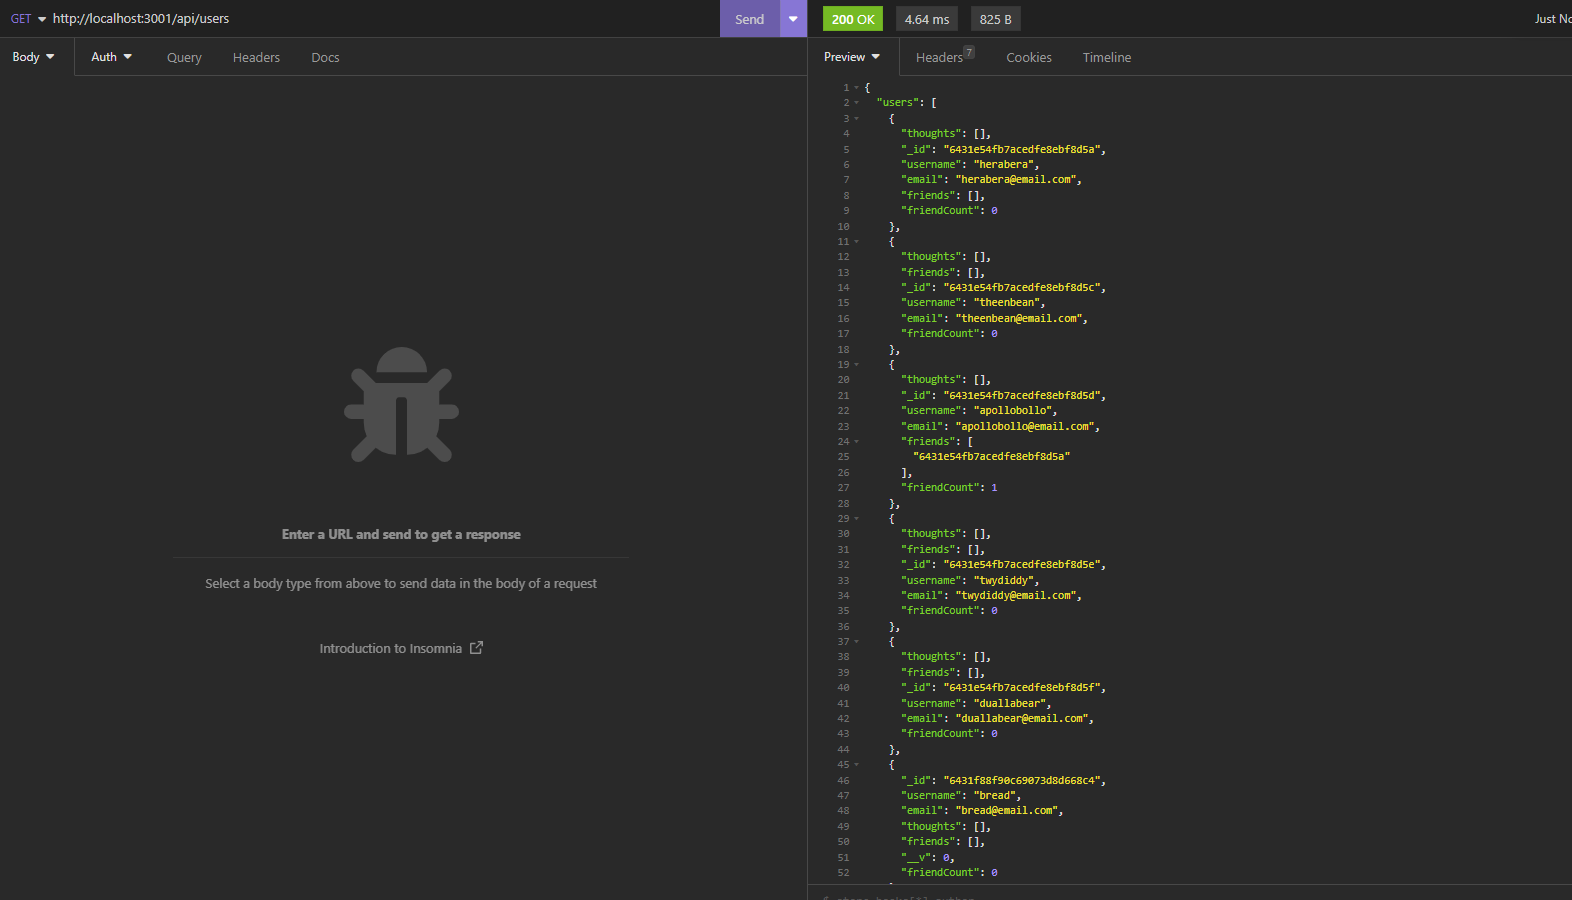 GET http://localhost:3001/api/users Send 200 OK 4.64 ms 825 B Just
Body Auth Query Headers Docs Preview Headers 7 Cookies Timeline
1 {
2 "users": [
3 {
4 "thoughts": [],
5 "_id": "6431e54fb7acedfe8ebf8d5a",
6 "username": "herabera",
7 "email": "herabera@email.com",
8 "friends": [],
9 "friendCount": 0
10 },
11 {
12 "thoughts": [],
13 "friends": [],
14 "_id": "6431e54fb7acedfe8ebf8d5c",
15 "username": "theenbean",
16 "email": "theenbean@email.com",
17 "friendCount": 0
18 },
19 {
20 "thoughts": [],
21 "_id": "6431e54fb7acedfe8ebf8d5d",
22 "username": "apollobollo",
23 "email": "apollobollo@email.com",
24 "friends": [
25 "6431e54fb7acedfe8ebf8d5a"
26 ],
27 "friendCount": 1
28 },
29 {
30 "thoughts": [],
31 "friends": [],
32 "_id": "6431e54fb7acedfe8ebf8d5e",
33 "username": "twydiddy",
34 "email": "twydiddy@email.com",
35 "friendCount": 0
36 },
37 {
38 "thoughts": [],
39 "friends": [],
40 "_id": "6431e54fb7acedfe8ebf8d5f",
41 "username": "duallabear",
42 "email": "duallabear@email.com",
43 "friendCount": 0
44 },
45 {
46 "_id": "6431f88f90c69073d8d668c4",
47 "username": "bread",
48 "email": "bread@email.com",
49 "thoughts": [],
50 "friends": [],
51 "__v": 0,
52 "friendCount": 0
Enter a URL and send to get a response
Select a body type from above to send data in the body of a request
Introduction to Insomnia